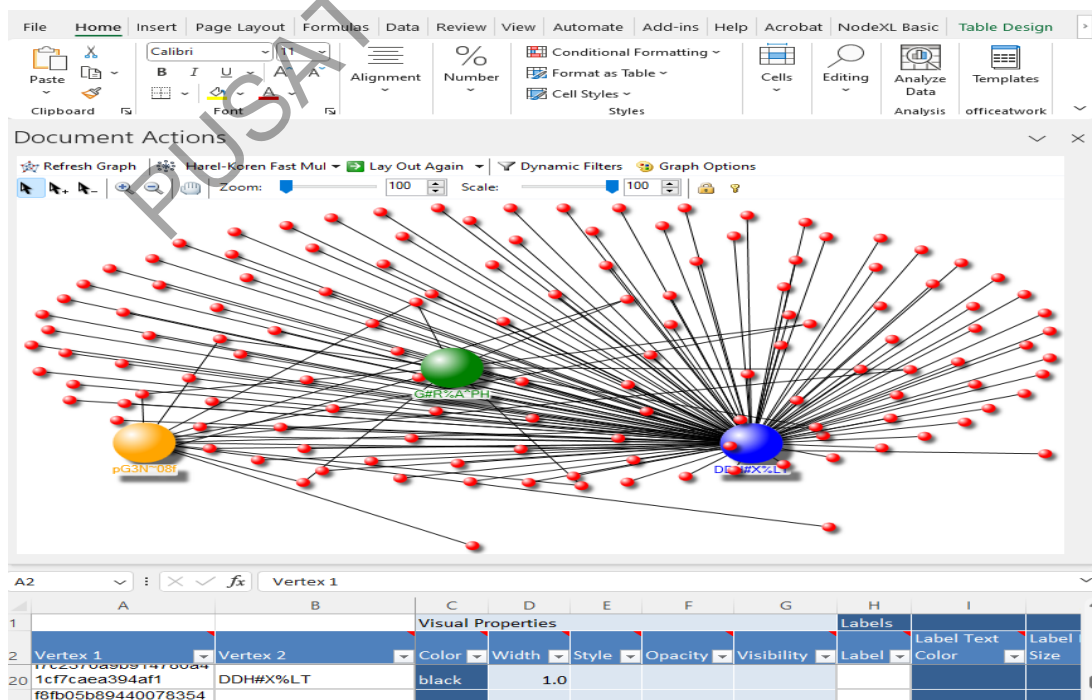 PUSAT
File Home Insert Page Layout Formulas Data Review View Automate Add-ins Help Acrobat NodeXL Basic Table Design
Calibri 11
Paste B I U A A A Alignment Number Conditional Formatting Format as Table Cell Styles Cells Editing Analyze Data Templates
Clipboard Font Styles Analysis officeatwork
Document Actions
Refresh Graph Harel-Koren Fast Mul Lay Out Again Dynamic Filters Graph Options
Zoom: 100 Scale: 100
G#R%A^PH
pG3N~08f
DDH#X%LT
A2 fx Vertex 1
A B C D E F G H I
1 Visual Properties Labels
2 Vertex 1 Vertex 2 Color Width Style Opacity Visibility Label Label Text Color Label Size
f7c2370a9b914780a4
20 1cf7caea394af1 DDH#X%LT black 1.0
f8fb05b89440078354